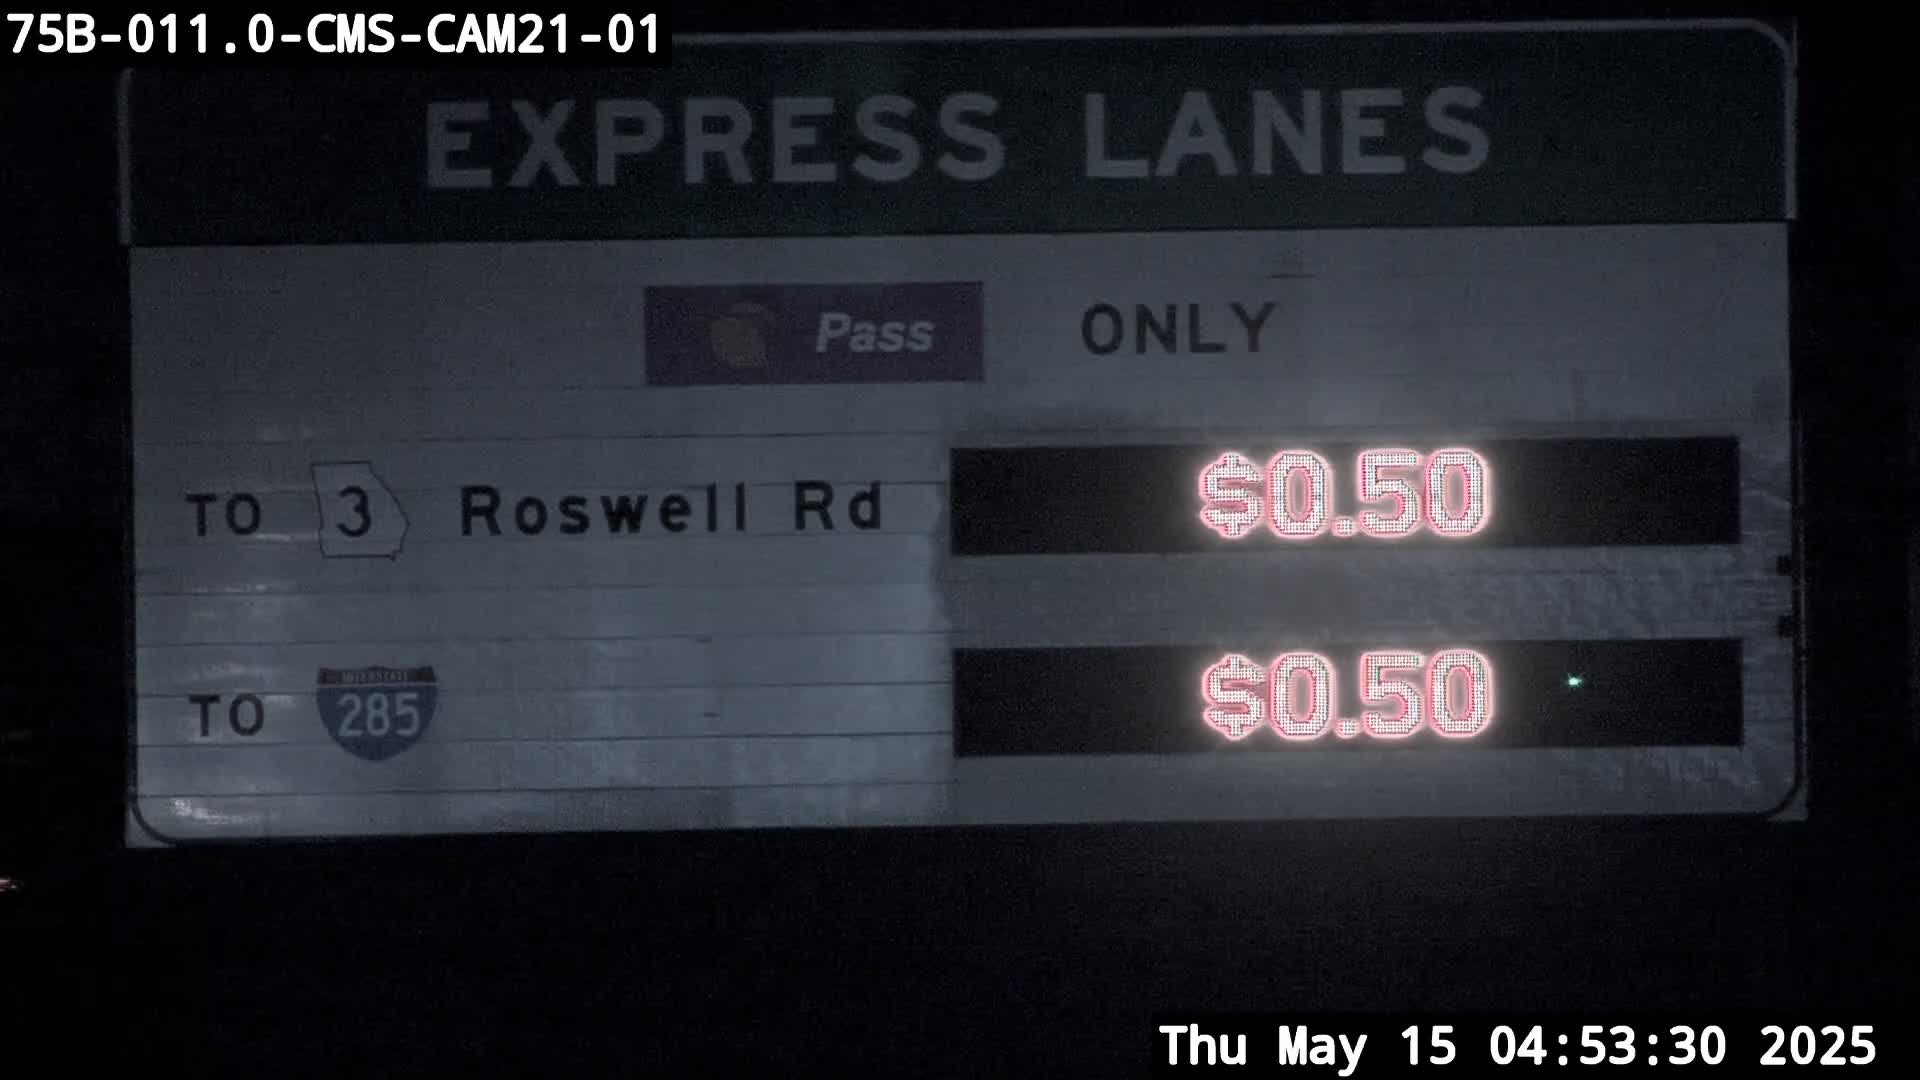 75B-011.0-CMS-CAM21-01
EXPRESS LANES
Pass ONLY
TO 3 Roswell Rd $0.50
TO INTERSTATE 285 $0.50
Thu May 15 04:53:30 2025